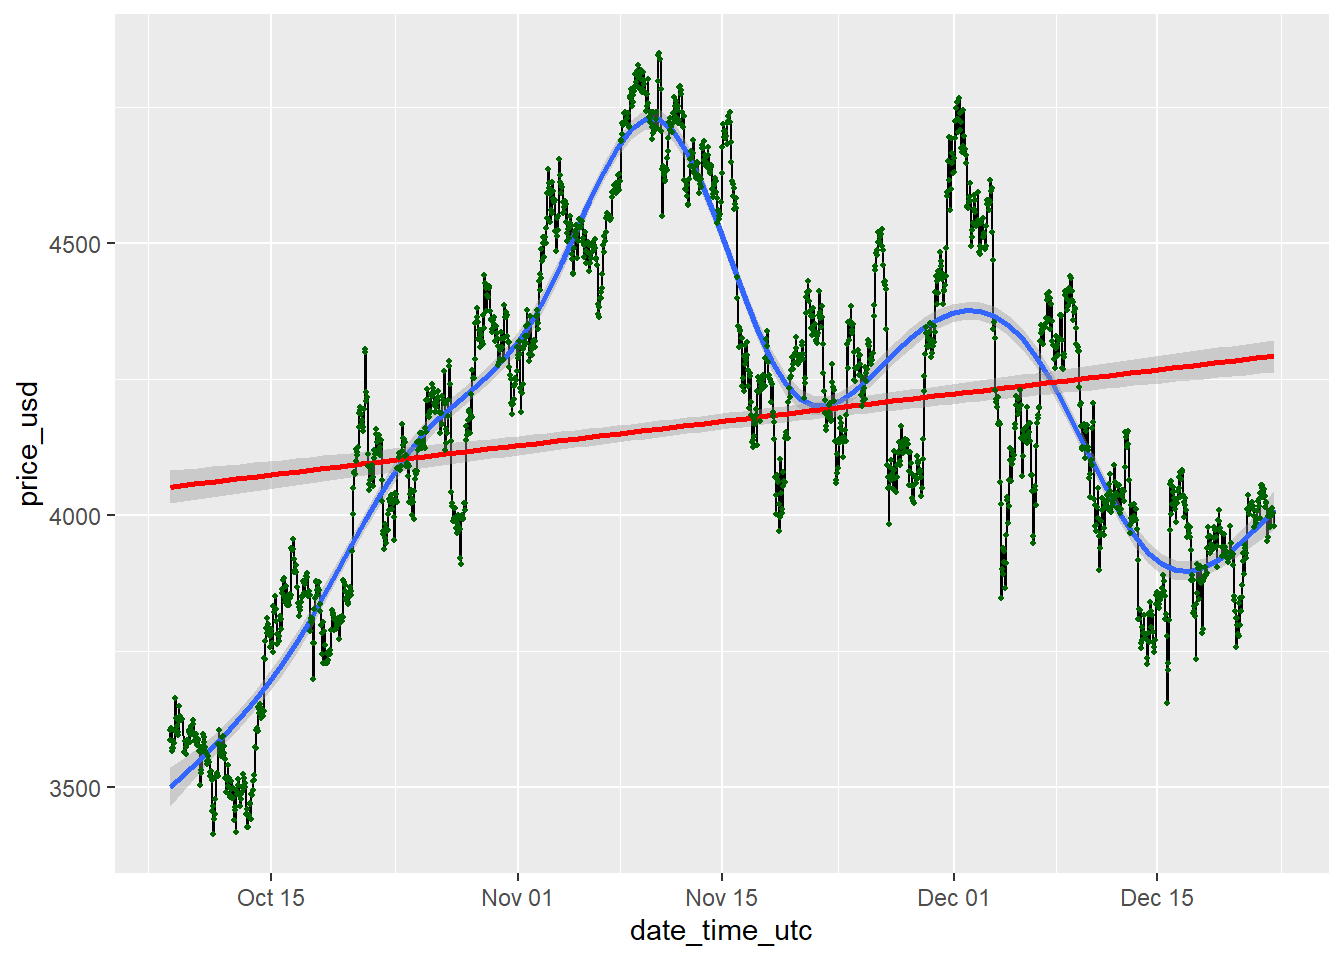 price_usd
4500
4000
3500
Oct 15
Nov 01
Nov 15
Dec 01
Dec 15
date_time_utc